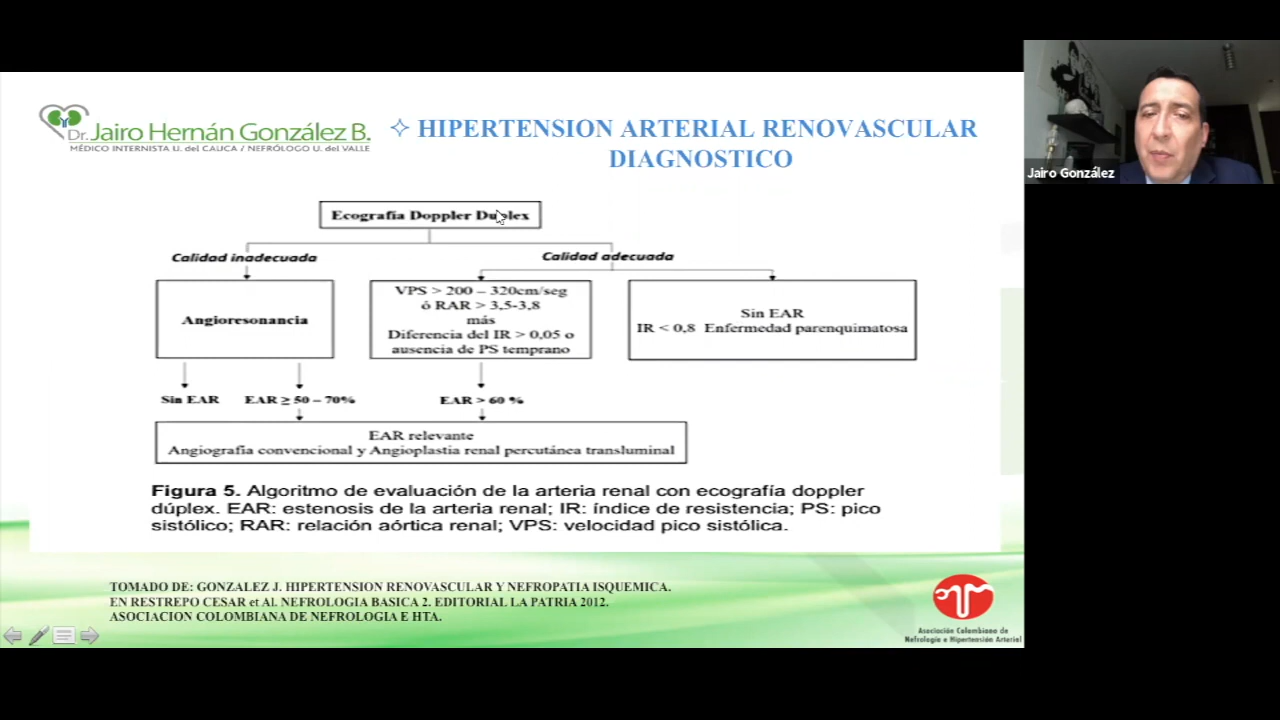 Dr. Jairo Hernán González B.
MÉDICO INTERNISTA U. del CAUCA / NEFRÓLOGO U. del VALLE
✧ HIPERTENSION ARTERIAL RENOVASCULAR
DIAGNOSTICO
Jairo González
Ecografía Doppler Duplex
Calidad inadecuada
Calidad adecuada
Angioresonancia
VPS > 200 – 320cm/seg
ó RAR > 3,5-3,8
más
Diferencia del IR > 0,05 o
ausencia de PS temprano
Sin EAR
IR < 0,8 Enfermedad parenquimatosa
Sin EAR
EAR ≥ 50 – 70%
EAR > 60 %
EAR relevante
Angiografía convencional y Angioplastia renal percutánea transluminal
Figura 5. Algoritmo de evaluación de la arteria renal con ecografía doppler
dúplex. EAR: estenosis de la arteria renal; IR: índice de resistencia; PS: pico
sistólico; RAR: relación aórtica renal; VPS: velocidad pico sistólica.
TOMADO DE: GONZALEZ J. HIPERTENSION RENOVASCULAR Y NEFROPATIA ISQUEMICA.
EN RESTREPO CESAR et Al. NEFROLOGIA BASICA 2. EDITORIAL LA PATRIA 2012.
ASOCIACION COLOMBIANA DE NEFROLOGIA E HTA.
Asociación Colombiana de
Nefrología e Hipertensión Arterial